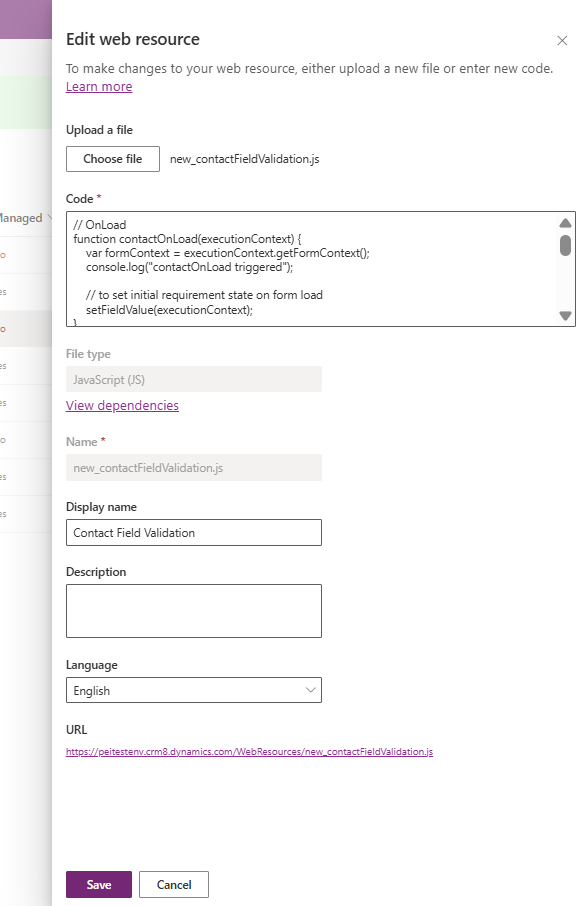 Edit web resource
To make changes to your web resource, either upload a new file or enter new code.
Learn more
Upload a file
Choose file new_contactFieldValidation.js
Managed
Code *
// OnLoad
function contactOnLoad(executionContext) {
    var formContext = executionContext.getFormContext();
    console.log("contactOnLoad triggered");
    // to set initial requirement state on form load
    setFieldValue(executionContext);
}
File type
JavaScript (JS)
View dependencies
Name *
new_contactFieldValidation.js
Display name
Contact Field Validation
Description
Language
English
URL
https://peitestenv.crm8.dynamics.com/WebResources/new_contactFieldValidation.js
Save Cancel